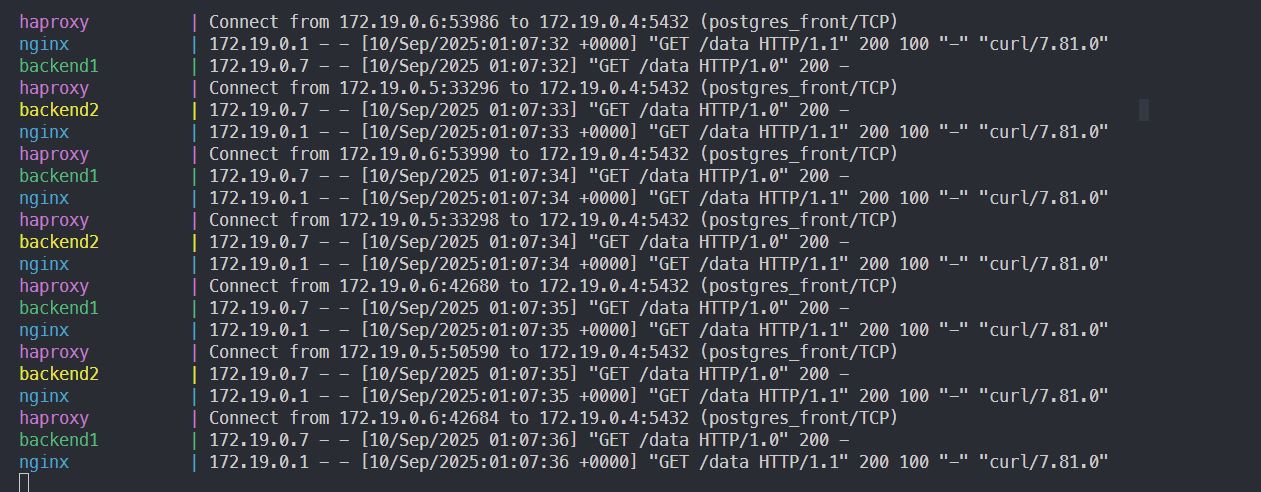 haproxy | Connect from 172.19.0.6:53986 to 172.19.0.4:5432 (postgres_front/TCP)
nginx | 172.19.0.1 - - [10/Sep/2025:01:07:32 +0000] "GET /data HTTP/1.1" 200 100 "-" "curl/7.81.0"
backend1 | 172.19.0.7 - - [10/Sep/2025 01:07:32] "GET /data HTTP/1.0" 200 -
haproxy | Connect from 172.19.0.5:33296 to 172.19.0.4:5432 (postgres_front/TCP)
backend2 | 172.19.0.7 - - [10/Sep/2025 01:07:33] "GET /data HTTP/1.0" 200 -
nginx | 172.19.0.1 - - [10/Sep/2025:01:07:33 +0000] "GET /data HTTP/1.1" 200 100 "-" "curl/7.81.0"
haproxy | Connect from 172.19.0.6:53990 to 172.19.0.4:5432 (postgres_front/TCP)
backend1 | 172.19.0.7 - - [10/Sep/2025 01:07:34] "GET /data HTTP/1.0" 200 -
nginx | 172.19.0.1 - - [10/Sep/2025:01:07:34 +0000] "GET /data HTTP/1.1" 200 100 "-" "curl/7.81.0"
haproxy | Connect from 172.19.0.5:33298 to 172.19.0.4:5432 (postgres_front/TCP)
backend2 | 172.19.0.7 - - [10/Sep/2025 01:07:34] "GET /data HTTP/1.0" 200 -
nginx | 172.19.0.1 - - [10/Sep/2025:01:07:34 +0000] "GET /data HTTP/1.1" 200 100 "-" "curl/7.81.0"
haproxy | Connect from 172.19.0.6:42680 to 172.19.0.4:5432 (postgres_front/TCP)
backend1 | 172.19.0.7 - - [10/Sep/2025 01:07:35] "GET /data HTTP/1.0" 200 -
nginx | 172.19.0.1 - - [10/Sep/2025:01:07:35 +0000] "GET /data HTTP/1.1" 200 100 "-" "curl/7.81.0"
haproxy | Connect from 172.19.0.5:50590 to 172.19.0.4:5432 (postgres_front/TCP)
backend2 | 172.19.0.7 - - [10/Sep/2025 01:07:35] "GET /data HTTP/1.0" 200 -
nginx | 172.19.0.1 - - [10/Sep/2025:01:07:35 +0000] "GET /data HTTP/1.1" 200 100 "-" "curl/7.81.0"
haproxy | Connect from 172.19.0.6:42684 to 172.19.0.4:5432 (postgres_front/TCP)
backend1 | 172.19.0.7 - - [10/Sep/2025 01:07:36] "GET /data HTTP/1.0" 200 -
nginx | 172.19.0.1 - - [10/Sep/2025:01:07:36 +0000] "GET /data HTTP/1.1" 200 100 "-" "curl/7.81.0"